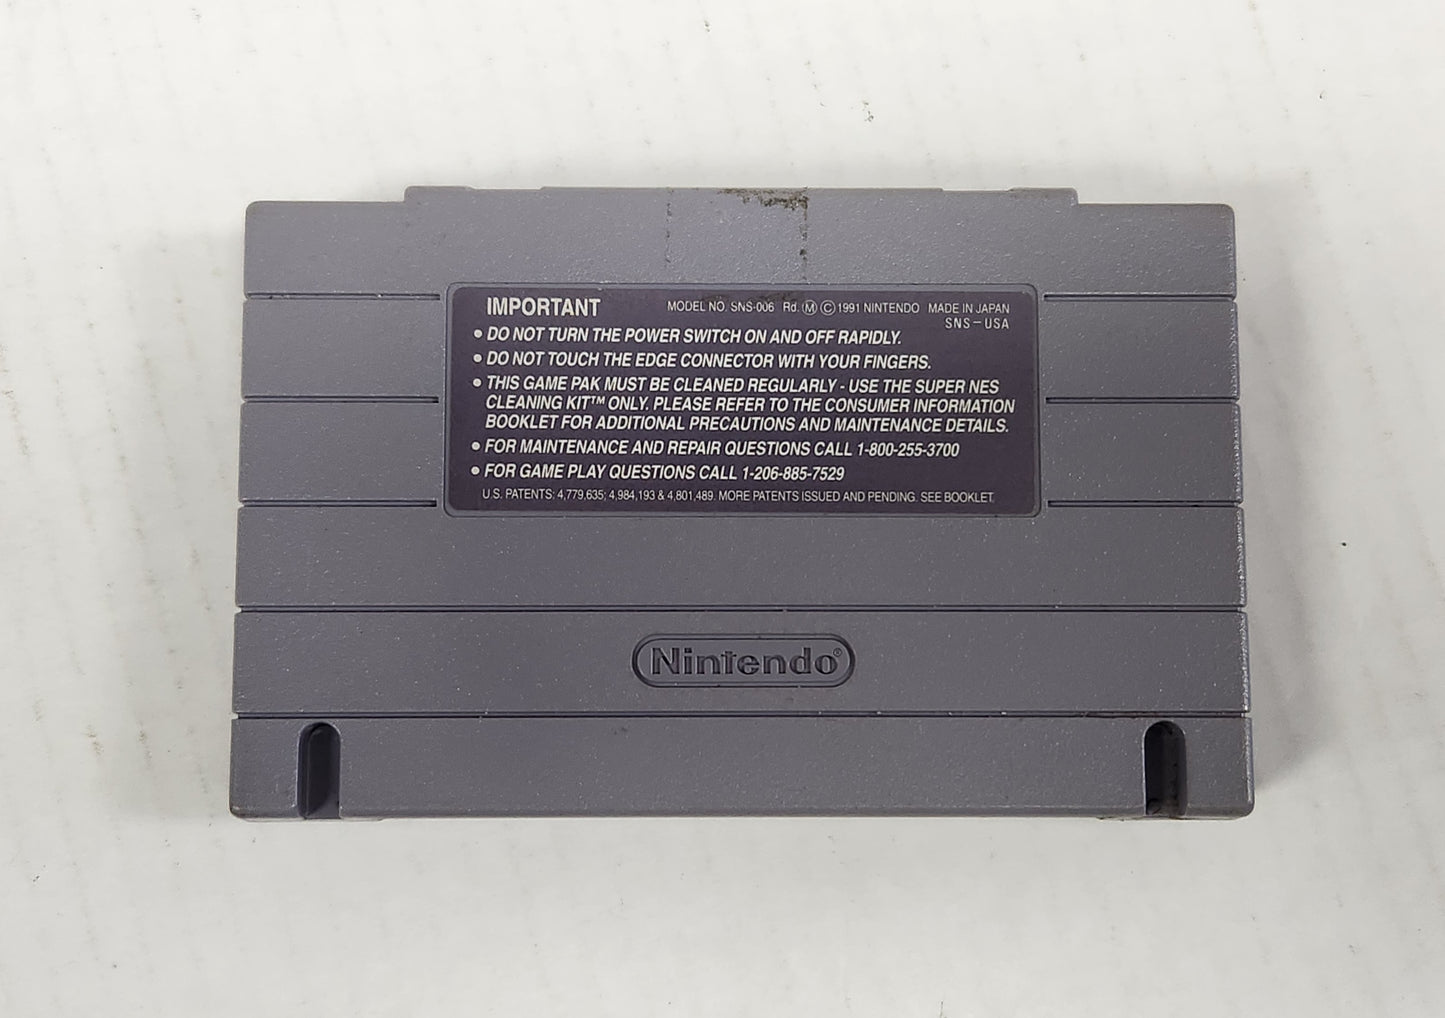 IMPORTANT MODEL NO. SNS-006 Rd. Ⓜ ©1991 NINTENDO MADE IN JAPAN
SNS-USA
• DO NOT TURN THE POWER SWITCH ON AND OFF RAPIDLY.
• DO NOT TOUCH THE EDGE CONNECTOR WITH YOUR FINGERS.
• THIS GAME PAK MUST BE CLEANED REGULARLY - USE THE SUPER NES
CLEANING KIT™ ONLY. PLEASE REFER TO THE CONSUMER INFORMATION
BOOKLET FOR ADDITIONAL PRECAUTIONS AND MAINTENANCE DETAILS.
• FOR MAINTENANCE AND REPAIR QUESTIONS CALL 1-800-255-3700
• FOR GAME PLAY QUESTIONS CALL 1-206-885-7529
U.S. PATENTS: 4,779,635; 4,984,193 & 4,801,489. MORE PATENTS ISSUED AND PENDING. SEE BOOKLET.
Nintendo®